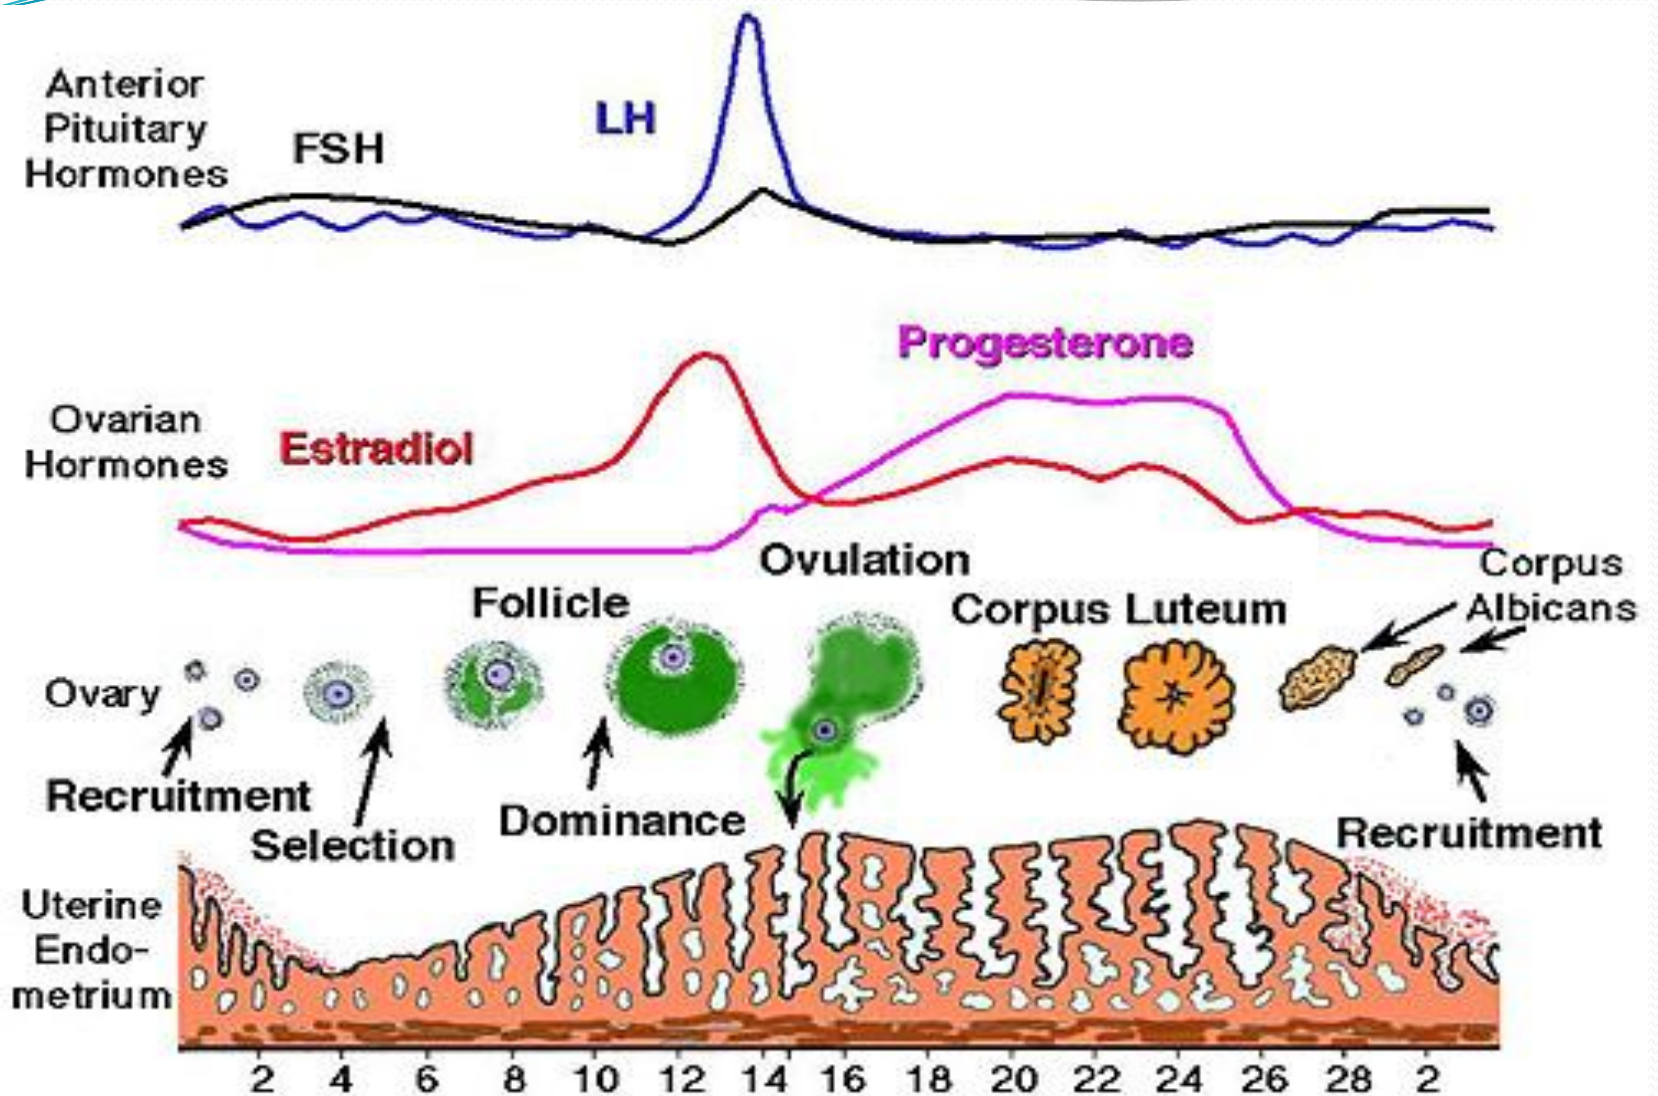 Anterior
Pituitary
Hormones
FSH
LH
Progesterone
Ovarian
Hormones
Estradiol
Ovulation
Follicle
Corpus Luteum
Corpus
Albicans
Ovary
Recruitment
Selection
Dominance
Recruitment
Uterine
Endo-
metrium
2 4 6 8 10 12 14 16 18 20 22 24 26 28 2